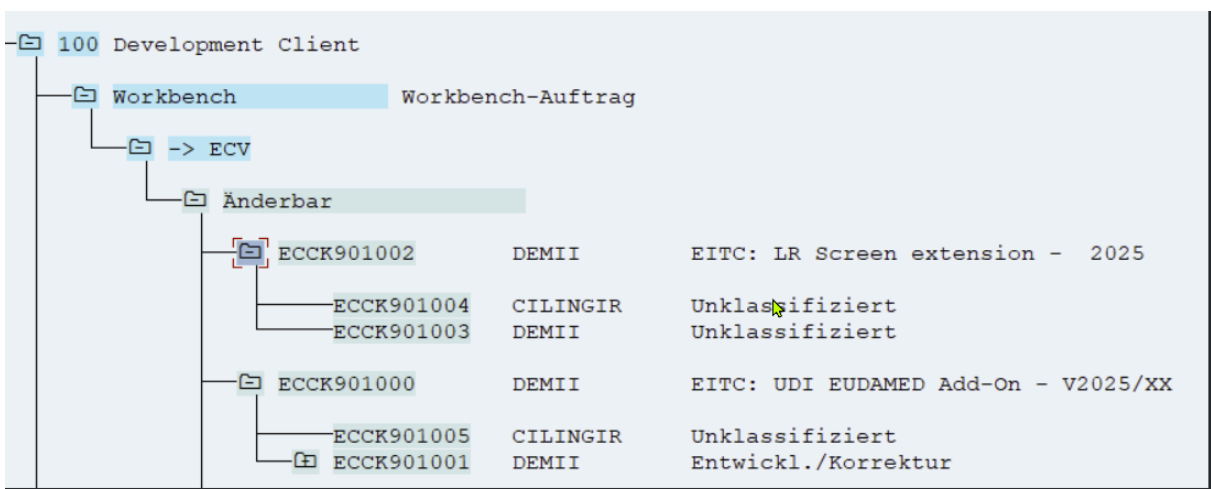 100 Development Client
Workbench Workbench-Auftrag
-> ECV
Änderbar
ECCK901002 DEMII EITC: LR Screen extension - 2025
ECCK901004 CILINGIR Unklassifiziert
ECCK901003 DEMII Unklassifiziert
ECCK901000 DEMII EITC: UDI EUDAMED Add-On - V2025/XX
ECCK901005 CILINGIR Unklassifiziert
ECCK901001 DEMII Entwickl./Korrektur